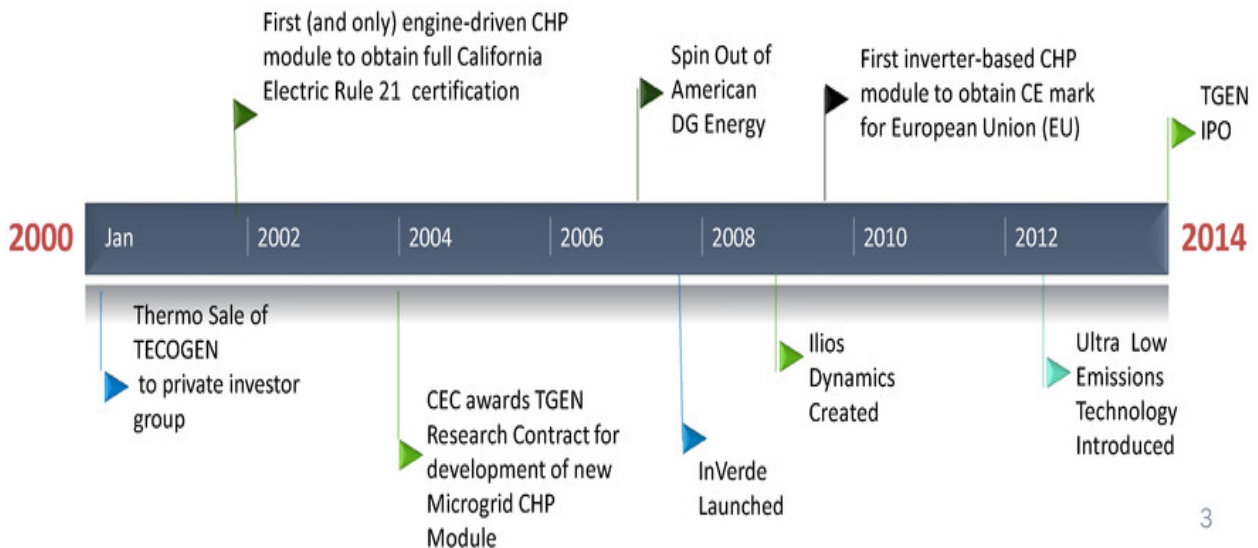 First (and only) engine-driven CHP
module to obtain full California
Electric Rule 21 certification
Spin Out of
American
DG Energy
First inverter-based CHP
module to obtain CE mark
for European Union (EU)
TGEN
IPO
2000
Jan
2002
2004
2006
2008
2010
2012
2014
Thermo Sale of
TECOGEN
to private investor
group
CEC awards TGEN
Research Contract for
development of new
Microgrid CHP
Module
InVerde
Launched
Ilios
Dynamics
Created
Ultra Low
Emissions
Technology
Introduced
3